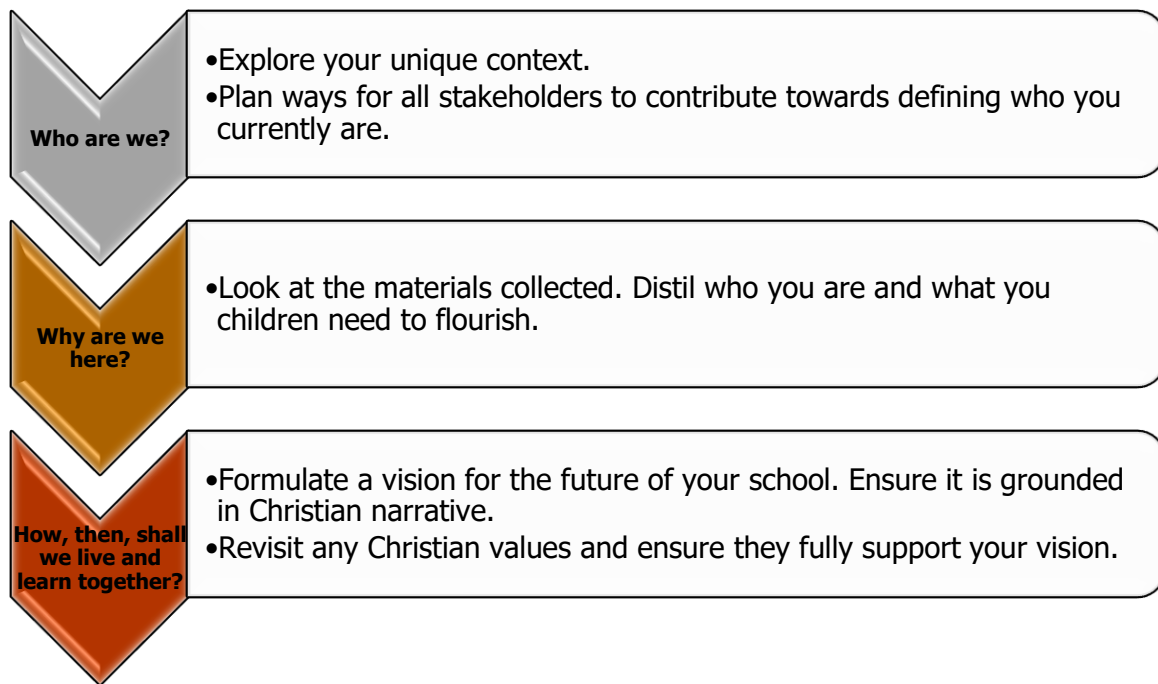 Who are we?
•Explore your unique context.
•Plan ways for all stakeholders to contribute towards defining who you
currently are.
Why are we
here?
•Look at the materials collected. Distil who you are and what you
children need to flourish.
How, then, shall
we live and
learn together?
•Formulate a vision for the future of your school. Ensure it is grounded
in Christian narrative.
•Revisit any Christian values and ensure they fully support your vision.